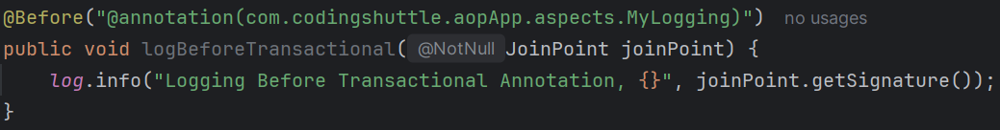 @Before("@annotation(com.codingshuttle.aopApp.aspects.MyLogging)") no usages
public void logBeforeTransactional(@NotNull JoinPoint joinPoint) {
    log.info("Logging Before Transactional Annotation, {}", joinPoint.getSignature());
}